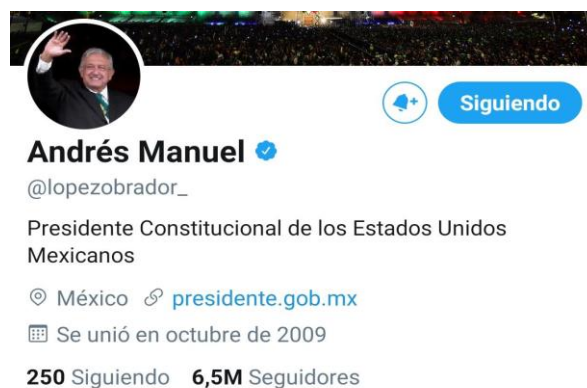 Siguiendo
Andrés Manuel
@lopezobrador_
Presidente Constitucional de los Estados Unidos
Mexicanos
México presidente.gob.mx
Se unió en octubre de 2009
250 Siguiendo 6,5M Seguidores